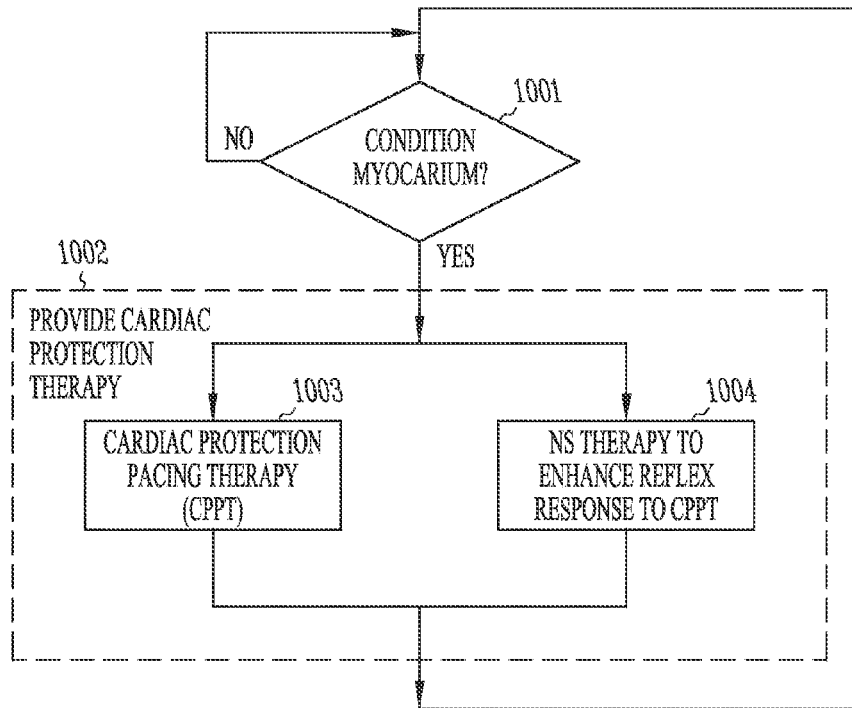 1001
CONDITION
MYOCARIUM?
NO
YES
1002
PROVIDE CARDIAC
PROTECTION
THERAPY
1003
CARDIAC PROTECTION
PACING THERAPY
(CPPT)
1004
NS THERAPY TO
ENHANCE REFLEX
RESPONSE TO CPPT